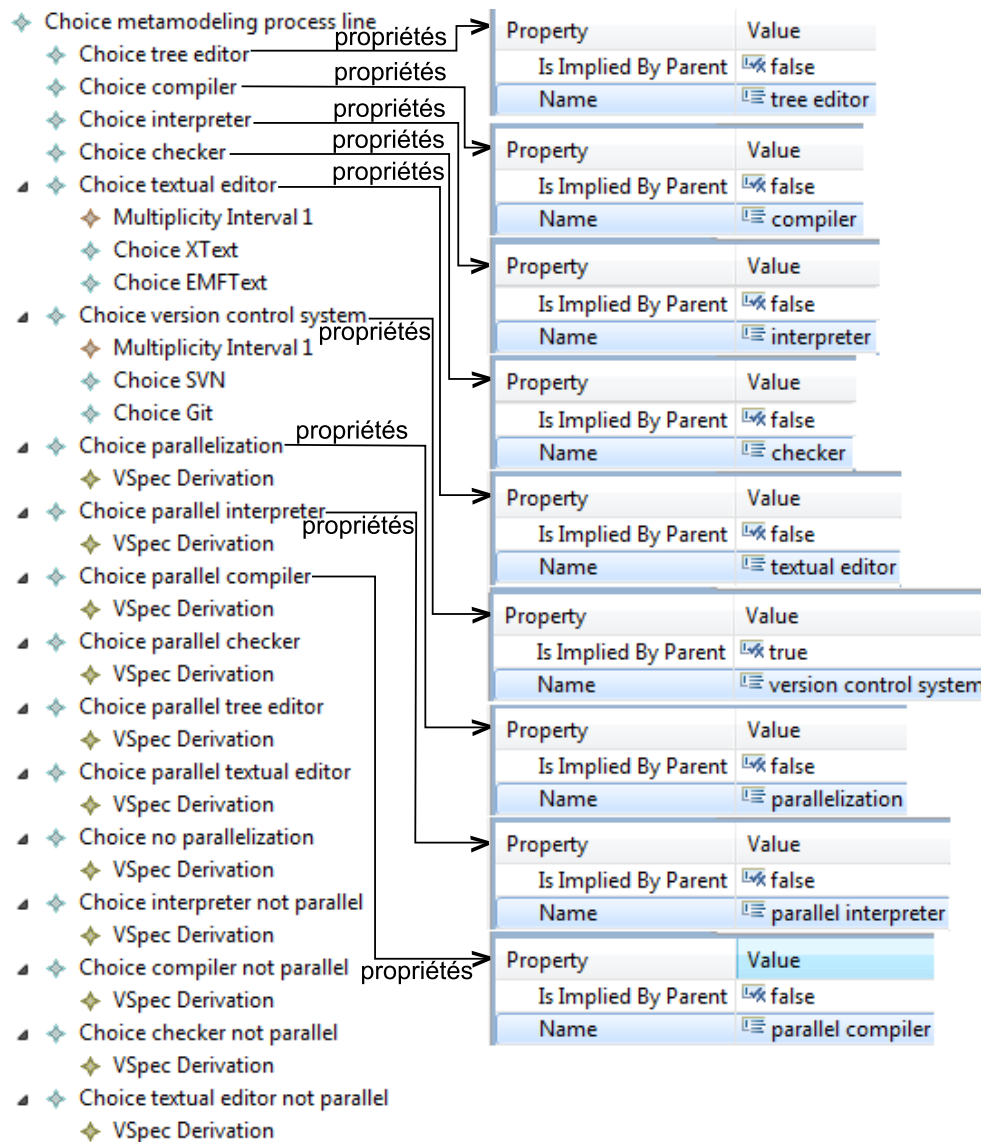 Choice metamodeling process line
Choice tree editor
Choice compiler
Choice interpreter
Choice checker
Choice textual editor
Multiplicity Interval 1
Choice XText
Choice EMFText
Choice version control system
Multiplicity Interval 1
Choice SVN
Choice Git
Choice parallelization
VSpec Derivation
Choice parallel interpreter
VSpec Derivation
Choice parallel compiler
VSpec Derivation
Choice parallel checker
VSpec Derivation
Choice parallel tree editor
VSpec Derivation
Choice parallel textual editor
VSpec Derivation
Choice no parallelization
VSpec Derivation
Choice interpreter not parallel
VSpec Derivation
Choice compiler not parallel
VSpec Derivation
Choice checker not parallel
VSpec Derivation
Choice textual editor not parallel
VSpec Derivation
propriétés
propriétés
propriétés
propriétés
propriétés
propriétés
propriétés
propriétés
propriétés
Property Value
Is Implied By Parent false
Name tree editor
Property Value
Is Implied By Parent false
Name compiler
Property Value
Is Implied By Parent false
Name interpreter
Property Value
Is Implied By Parent false
Name checker
Property Value
Is Implied By Parent false
Name textual editor
Property Value
Is Implied By Parent true
Name version control system
Property Value
Is Implied By Parent false
Name parallelization
Property Value
Is Implied By Parent false
Name parallel interpreter
Property Value
Is Implied By Parent false
Name parallel compiler